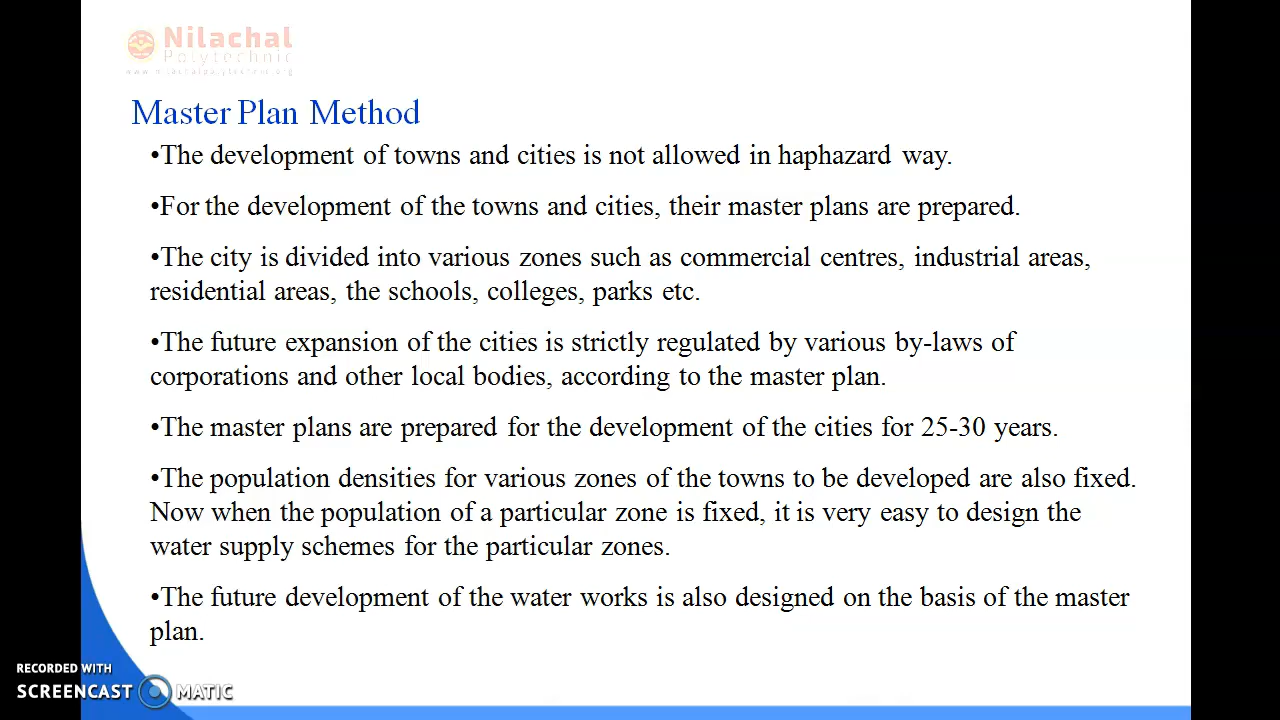 Nilachal
Polytechnic
www.nilachalpolytechnic.org
Master Plan Method
•The development of towns and cities is not allowed in haphazard way.
•For the development of the towns and cities, their master plans are prepared.
•The city is divided into various zones such as commercial centres, industrial areas,
residential areas, the schools, colleges, parks etc.
•The future expansion of the cities is strictly regulated by various by-laws of
corporations and other local bodies, according to the master plan.
•The master plans are prepared for the development of the cities for 25-30 years.
•The population densities for various zones of the towns to be developed are also fixed.
Now when the population of a particular zone is fixed, it is very easy to design the
water supply schemes for the particular zones.
•The future development of the water works is also designed on the basis of the master
plan.
RECORDED WITH
SCREENCAST MATIC